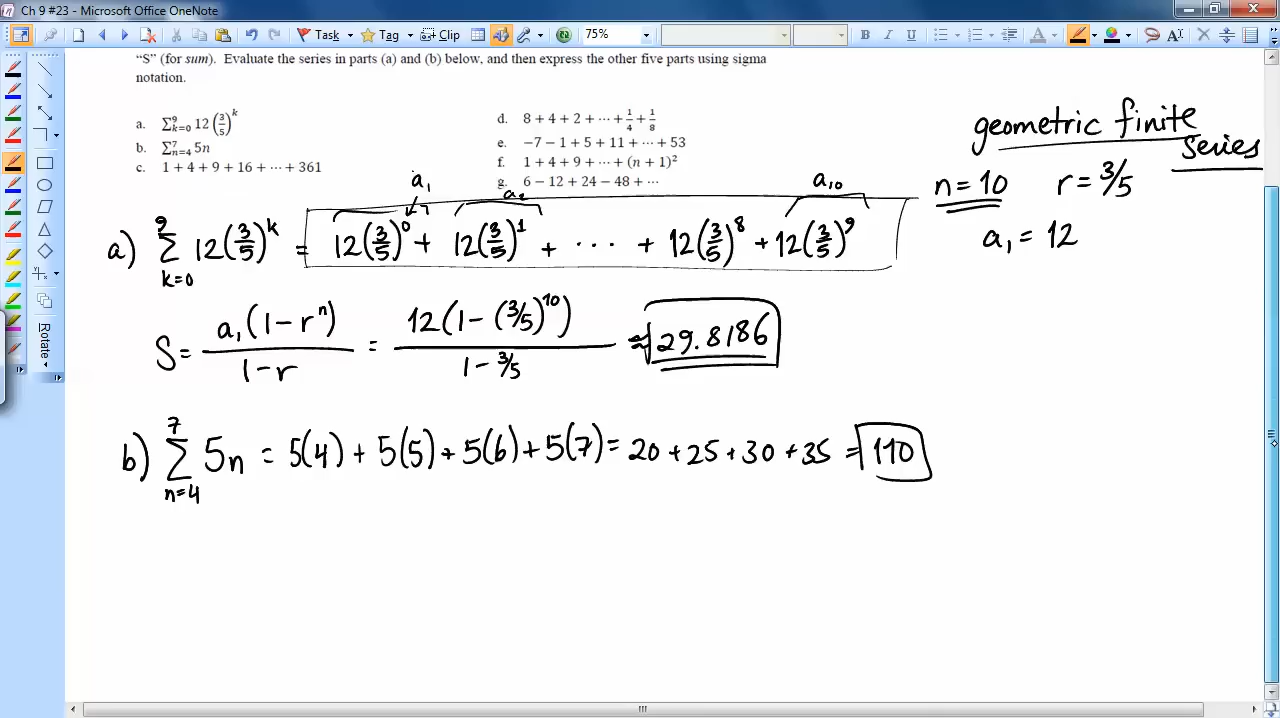 Ch 9 #23 - Microsoft Office OneNote
Task Tag Clip 75% B I U A
"S" (for sum). Evaluate the series in parts (a) and (b) below, and then express the other five parts using sigma
notation.
a. ∑_{k=0}^{9} 12 (3/5)^k
b. ∑_{n=4}^{7} 5n
c. 1 + 4 + 9 + 16 + ⋯ + 361
d. 8 + 4 + 2 + ⋯ + 1/4 + 1/8
e. −7 − 1 + 5 + 11 + ⋯ + 53
f. 1 + 4 + 9 + ⋯ + (n + 1)²
g. 6 − 12 + 24 − 48 + ⋯
geometric finite
series
n = 10 r = 3/5
a₁ = 12
a₁ a₂ a₁₀
a) ∑_{k=0}^{9} 12(3/5)^k = 12(3/5)^0 + 12(3/5)^1 + ⋯ + 12(3/5)^8 + 12(3/5)^9
S = a₁(1 − r^n) / (1 − r) = 12(1 − (3/5)^10) / (1 − 3/5) ≈ 29.8186
b) ∑_{n=4}^{7} 5n = 5(4) + 5(5) + 5(6) + 5(7) = 20 + 25 + 30 + 35 = 110
Rotate